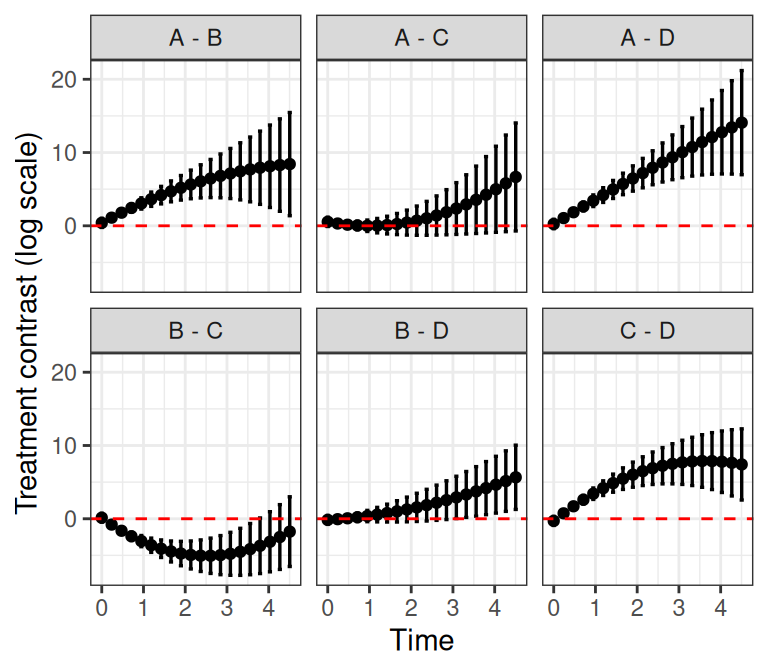 A - B
A - C
A - D
20
10
0
B - C
B - D
C - D
20
10
0
0 1 2 3 4
0 1 2 3 4
0 1 2 3 4
Time
Treatment contrast (log scale)